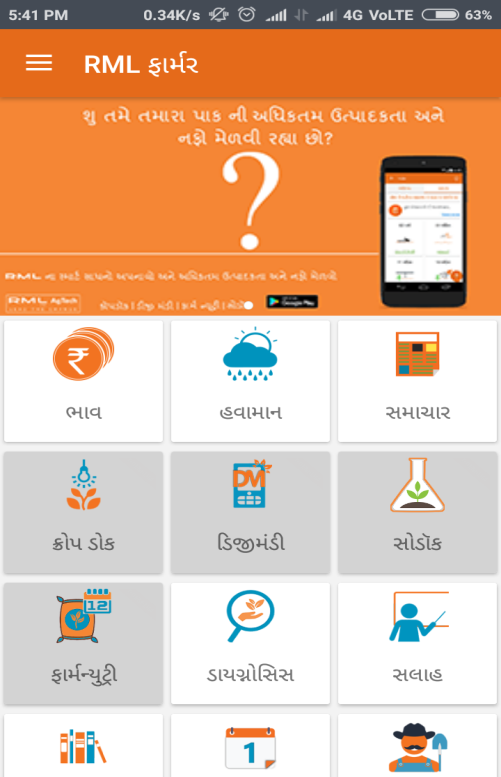 5:41 PM 0.34K/s 4G VoLTE 63%
RML ફાર્મર
શુ તમે તમારા પાક ની અધિકતમ ઉત્પાદકતા અને
નફો મેળવી રહ્યા છો?
?
RML ના સ્માર્ટ સાધનો અપનાવો અને અધિકતમ ઉત્પાદકતા અને નફો મેળવો
RML AgTech
Google Play
ભાવ હવામાન સમાચાર
ક્રોપ ડોક ડિજીમંડી સોડૉક
DM
12
ફાર્મન્યુટ્રી ડાયગ્નોસિસ સલાહ
1